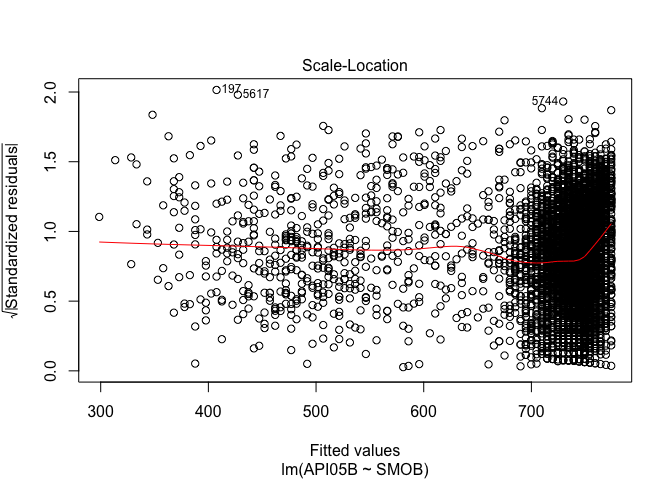 Scale-Location
√|Standardized residuals|
2.0
1.5
1.0
0.5
0.0
197
5617
5744
300 400 500 600 700
Fitted values
lm(API05B ~ SMOB)